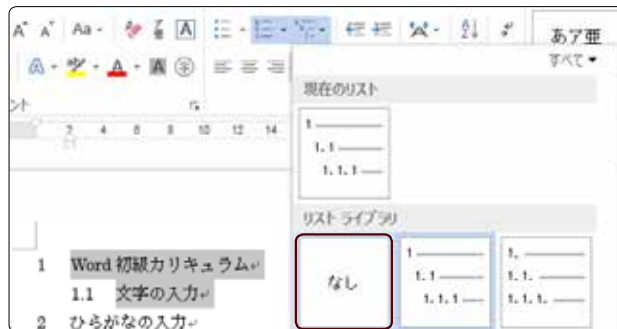 A A Aa
A
あア亜
すべて
ント
現在のリスト
2 4 6 8 10 12 14
1
1.1
1.1.1
リスト ライブラリ
なし
1
1.1
1.1.1
1.
1.1.
1.1.1.
1 Word 初級カリキュラム
1.1 文字の入力
2 ひらがなの入力